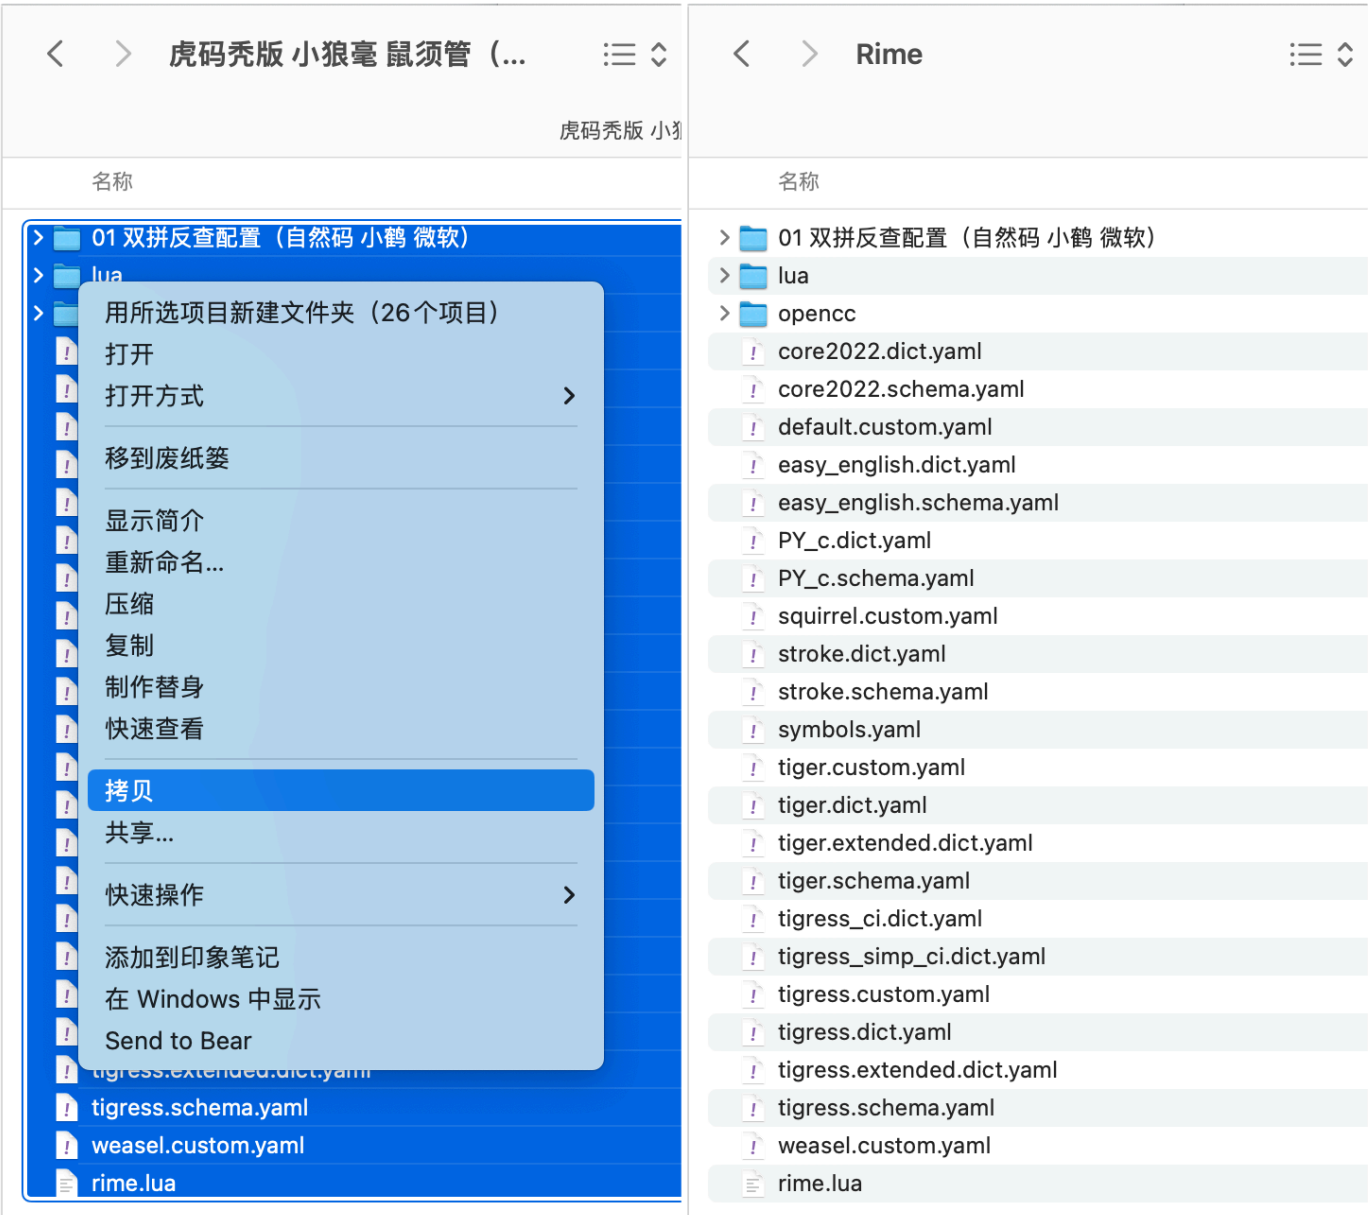 虎码秃版 小狼毫 鼠须管（...
虎码秃版 小狼
名称
01 双拼反查配置（自然码 小鹤 微软）
lua
用所选项目新建文件夹（26个项目）
打开
打开方式
移到废纸篓
显示简介
重新命名...
压缩
复制
制作替身
快速查看
拷贝
共享...
快速操作
添加到印象笔记
在 Windows 中显示
Send to Bear
tigress.extended.dict.yaml
tigress.schema.yaml
weasel.custom.yaml
rime.lua
Rime
名称
01 双拼反查配置（自然码 小鹤 微软）
lua
opencc
core2022.dict.yaml
core2022.schema.yaml
default.custom.yaml
easy_english.dict.yaml
easy_english.schema.yaml
PY_c.dict.yaml
PY_c.schema.yaml
squirrel.custom.yaml
stroke.dict.yaml
stroke.schema.yaml
symbols.yaml
tiger.custom.yaml
tiger.dict.yaml
tiger.extended.dict.yaml
tiger.schema.yaml
tigress_ci.dict.yaml
tigress_simp_ci.dict.yaml
tigress.custom.yaml
tigress.dict.yaml
tigress.extended.dict.yaml
tigress.schema.yaml
weasel.custom.yaml
rime.lua